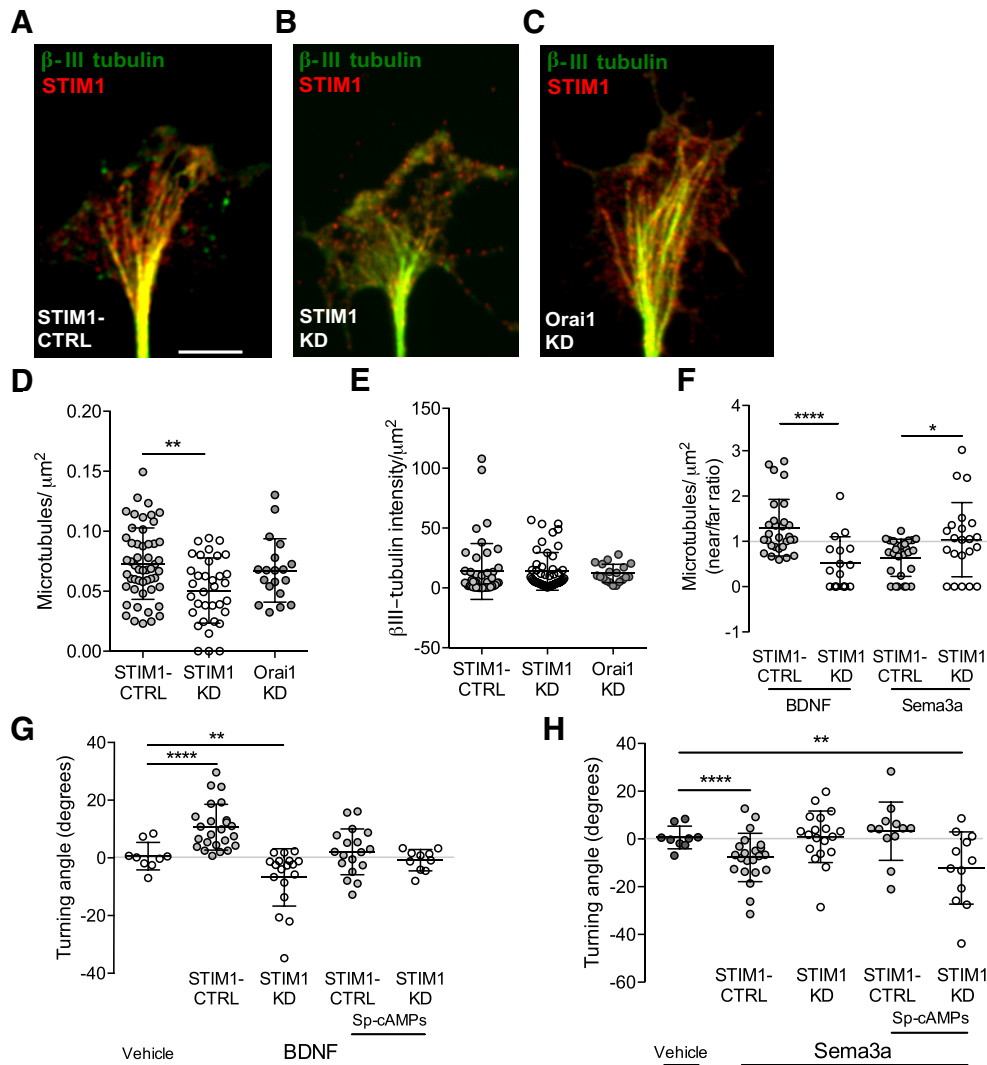 A
B
C
β-III tubulin
STIM1
STIM1-
CTRL
β-III tubulin
STIM1
STIM1
KD
β-III tubulin
STIM1
Orai1
KD
D
Microtubules/ μm²
0.20
0.15
0.10
0.05
0.00
**
STIM1-
CTRL
STIM1
KD
Orai1
KD
E
βIII-tubulin intensity/μm²
150
100
50
0
-50
STIM1-
CTRL
STIM1
KD
Orai1
KD
F
Microtubules/ μm²
(near/far ratio)
4
3
2
1
0
-1
****
*
STIM1-
CTRL
STIM1
KD
STIM1-
CTRL
STIM1
KD
BDNF
Sema3a
G
Turning angle (degrees)
40
20
0
-20
-40
**
****
STIM1-
CTRL
STIM1
KD
STIM1-
CTRL
STIM1
KD
Sp-cAMPs
Vehicle
BDNF
H
Turning angle (degrees)
40
20
0
-20
-40
-60
**
****
STIM1-
CTRL
STIM1
KD
STIM1-
CTRL
STIM1
KD
Sp-cAMPs
Vehicle
Sema3a